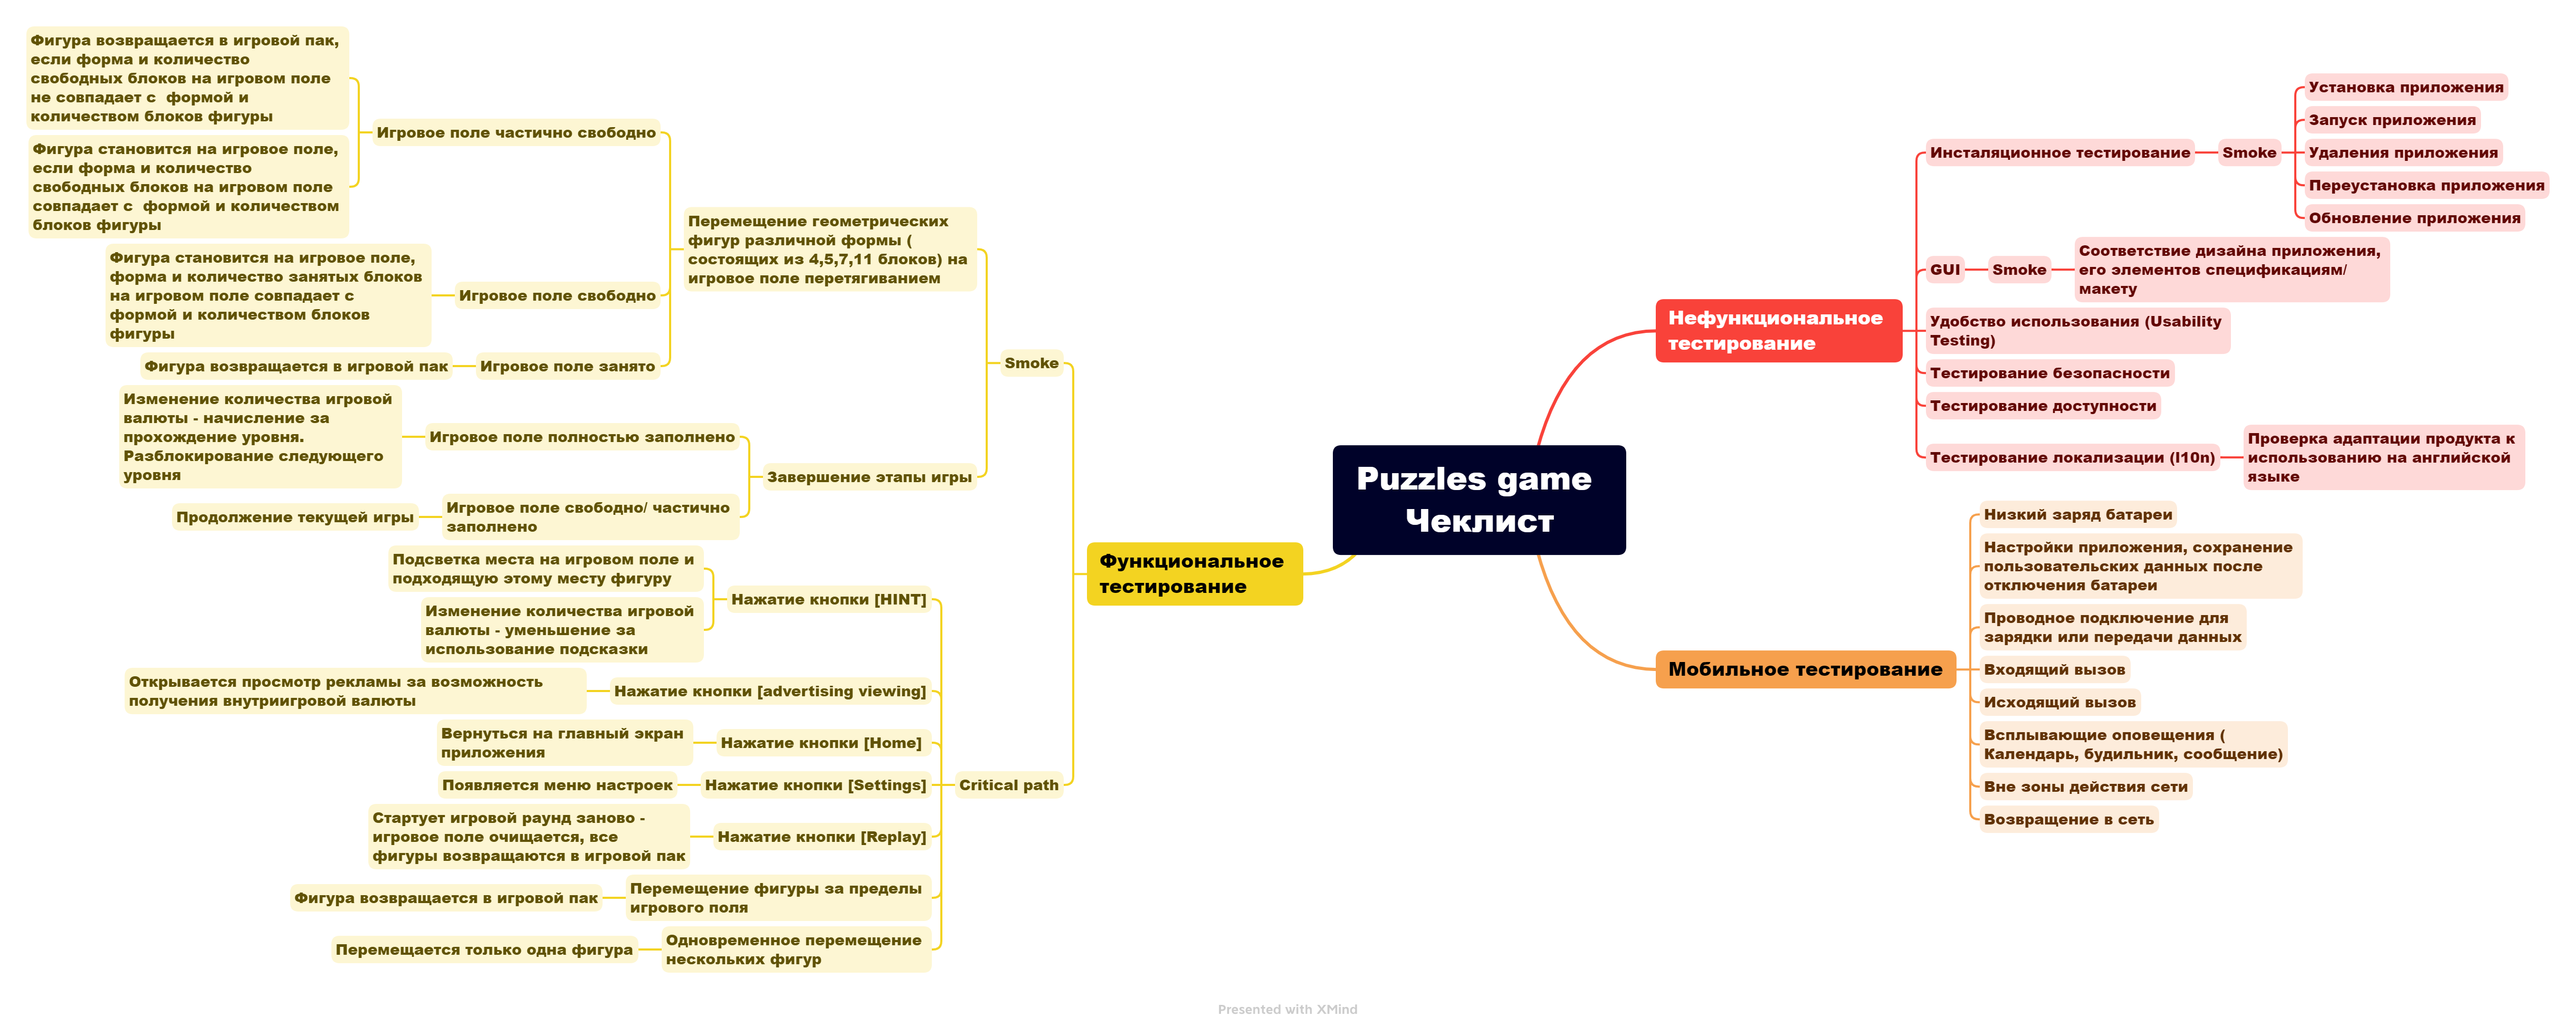 Puzzles game
Чеклист
Нефункциональное
тестирование
Инсталяционное тестирование
Smoke
Установка приложения
Запуск приложения
Удаления приложения
Переустановка приложения
Обновление приложения
GUI
Smoke
Соответствие дизайна приложения,
его элементов спецификациям/
макету
Удобство использования (Usability
Testing)
Тестирование безопасности
Тестирование доступности
Тестирование локализации (l10n)
Проверка адаптации продукта к
использованию на английской
языке
Мобильное тестирование
Низкий заряд батареи
Настройки приложения, сохранение
пользовательских данных после
отключения батареи
Проводное подключение для
зарядки или передачи данных
Входящий вызов
Исходящий вызов
Всплывающие оповещения (
Календарь, будильник, сообщение)
Вне зоны действия сети
Возвращение в сеть
Функциональное
тестирование
Smoke
Перемещение геометрических
фигур различной формы (
состоящих из 4,5,7,11 блоков) на
игровое поле перетягиванием
Игровое поле частично свободно
Фигура возвращается в игровой пак,
если форма и количество
свободных блоков на игровом поле
не совпадает с  формой и
количеством блоков фигуры
Фигура становится на игровое поле,
если форма и количество
свободных блоков на игровом поле
совпадает с  формой и количеством
блоков фигуры
Игровое поле свободно
Фигура становится на игровое поле,
форма и количество занятых блоков
на игровом поле совпадает с
формой и количеством блоков
фигуры
Игровое поле занято
Фигура возвращается в игровой пак
Завершение этапы игры
Игровое поле полностью заполнено
Изменение количества игровой
валюты - начисление за
прохождение уровня.
Разблокирование следующего
уровня
Игровое поле свободно/ частично
заполнено
Продолжение текущей игры
Critical path
Нажатие кнопки [HINT]
Подсветка места на игровом поле и
подходящую этому месту фигуру
Изменение количества игровой
валюты - уменьшение за
использование подсказки
Нажатие кнопки [advertising viewing]
Открывается просмотр рекламы за возможность
получения внутриигровой валюты
Нажатие кнопки [Home]
Вернуться на главный экран
приложения
Нажатие кнопки [Settings]
Появляется меню настроек
Нажатие кнопки [Replay]
Стартует игровой раунд заново -
игровое поле очищается, все
фигуры возвращаются в игровой пак
Перемещение фигуры за пределы
игрового поля
Фигура возвращается в игровой пак
Одновременное перемещение
нескольких фигур
Перемещается только одна фигура
Presented with XMind